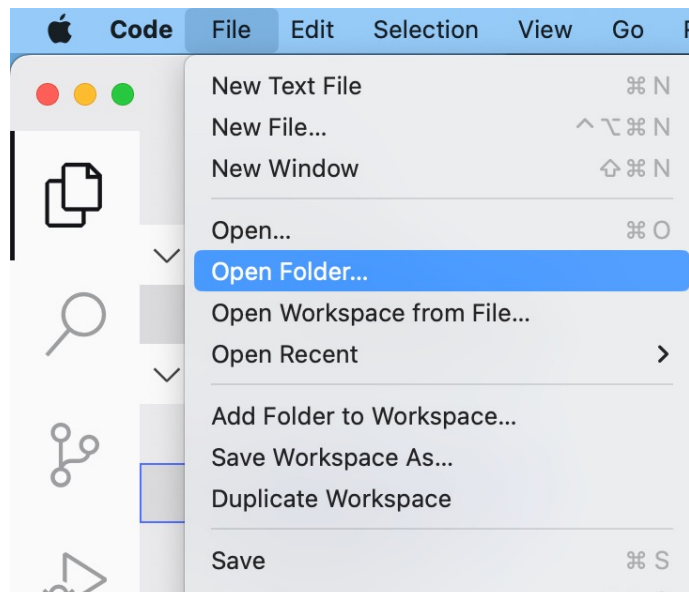 Code File Edit Selection View Go
New Text File ⌘ N
New File... ⌃⌥⌘ N
New Window ⇧⌘ N
Open... ⌘ O
Open Folder...
Open Workspace from File...
Open Recent
Add Folder to Workspace...
Save Workspace As...
Duplicate Workspace
Save ⌘ S